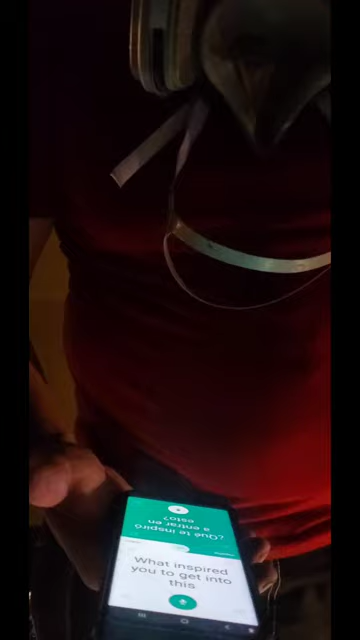 ¿Qué te inspiró
a entrar en
esto?
What inspired
you to get into
this